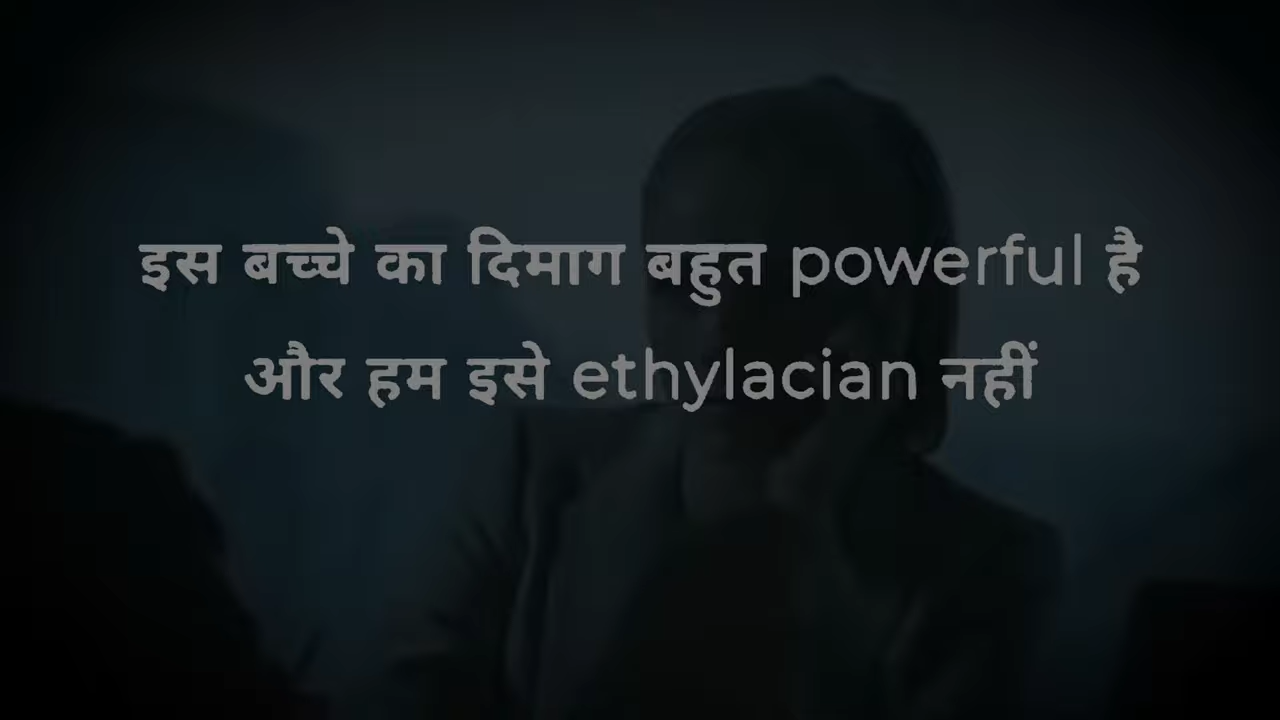 इस बच्चे का दिमाग बहुत powerful है
और हम इसे ethylacian नहीं